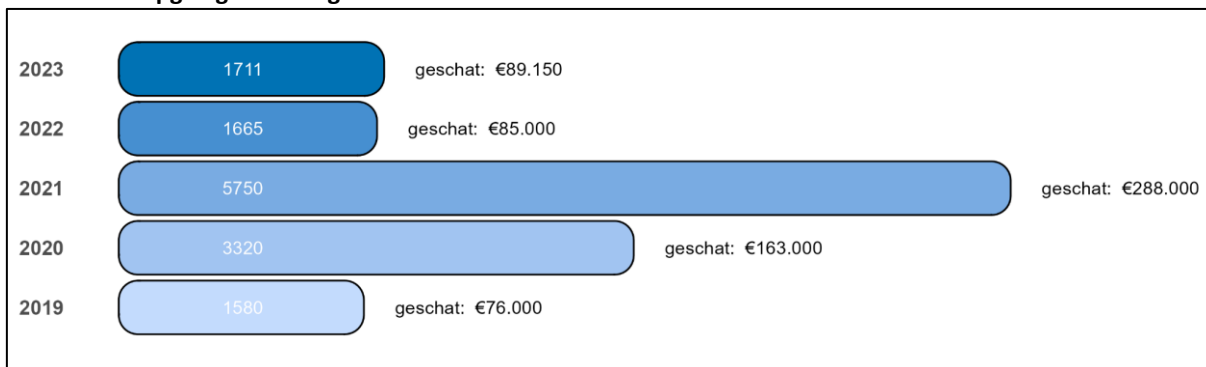 2023 1711 geschat: €89.150
2022 1665 geschat: €85.000
2021 5750 geschat: €288.000
2020 3320 geschat: €163.000
2019 1580 geschat: €76.000